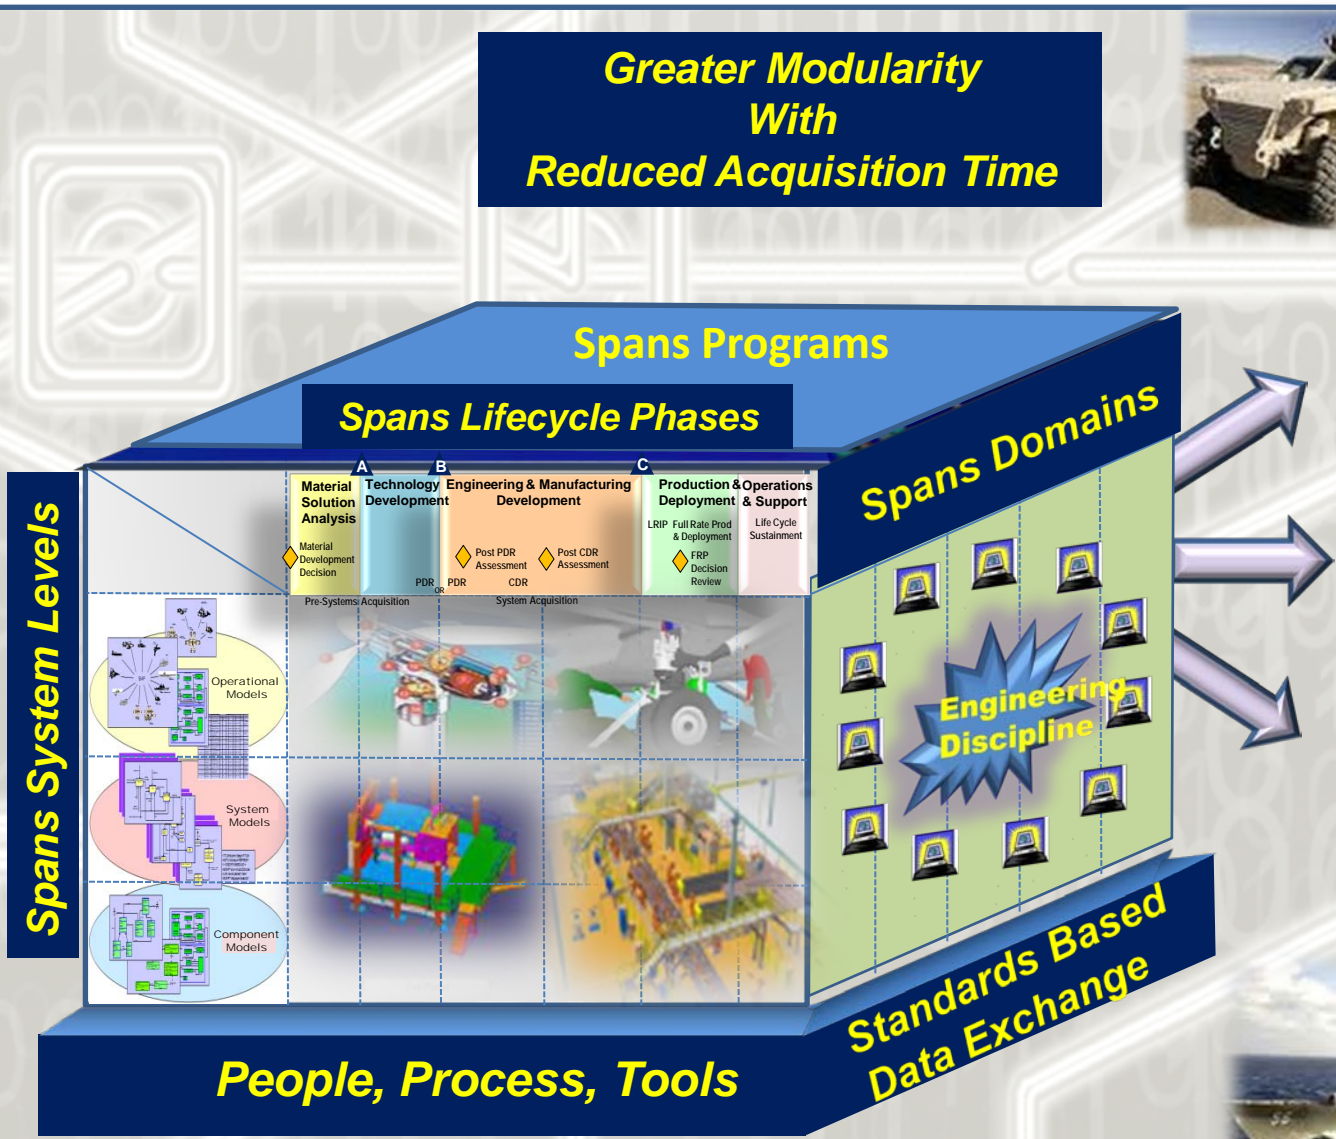 Greater Modularity
With
Reduced Acquisition Time
Spans Programs
Spans Lifecycle Phases
Spans Domains
Spans System Levels
A
B
C
Material
Solution
Analysis
Technology
Development
Engineering & Manufacturing
Development
Production &
Deployment
Operations
& Support
LRIP Full Rate Prod
& Deployment
Life Cycle
Sustainment
Material
Development
Decision
Post PDR
Assessment
Post CDR
Assessment
FRP
Decision
Review
PDR OR PDR
CDR
Pre-Systems Acquisition
System Acquisition
Operational
Models
System
Models
Component
Models
Engineering
Discipline
Standards Based
Data Exchange
People, Process, Tools